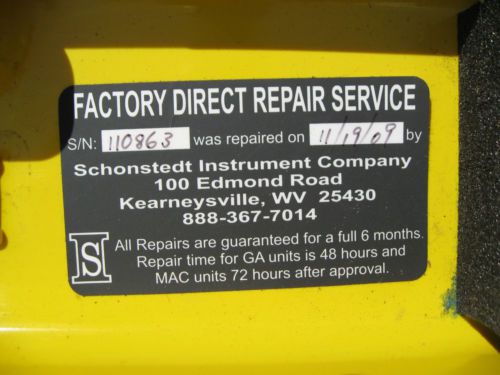 FACTORY DIRECT REPAIR SERVICE
S/N: 110863 was repaired on 11/19/09 by
Schonstedt Instrument Company
100 Edmond Road
Kearneysville, WV 25430
888-367-7014
S
All Repairs are guaranteed for a full 6 months.
Repair time for GA units is 48 hours and
MAC units 72 hours after approval.